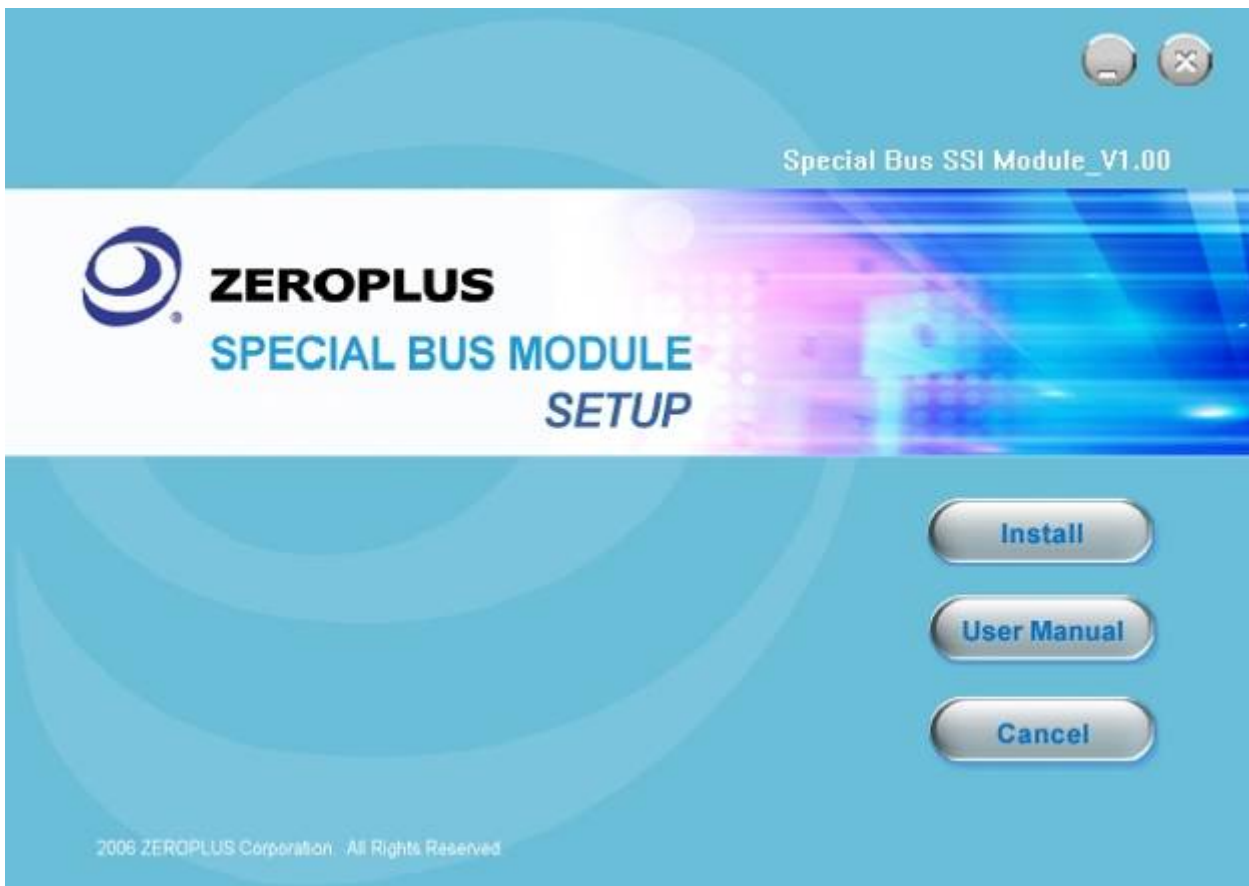 Special Bus SSI Module_V1.00
ZEROPLUS
®
SPECIAL BUS MODULE
SETUP
Install
User Manual
Cancel
2006 ZEROPLUS Corporation. All Rights Reserved